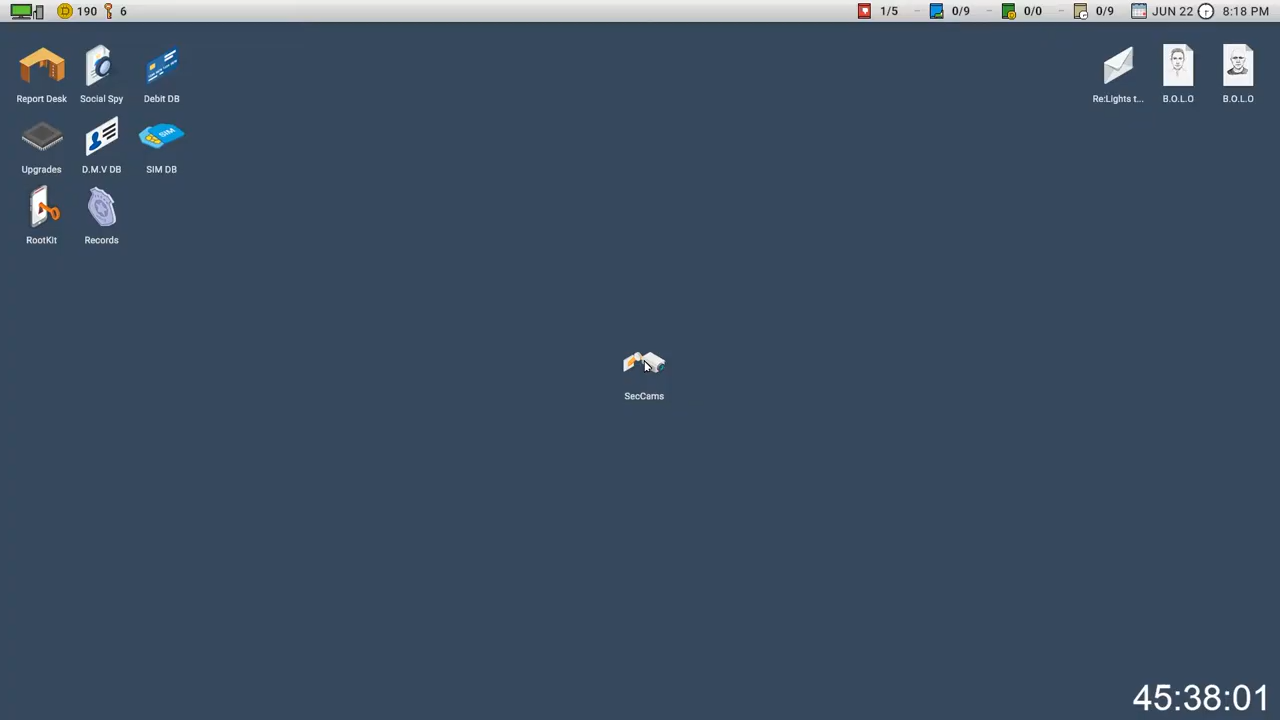 190 6 1/5 0/9 0/0 0/9 JUN 22 8:18 PM
Report Desk Social Spy Debit DB Re:Lights t... B.O.L.O B.O.L.O
SIM
Upgrades D.M.V DB SIM DB
RootKit Records
SecCams
45:38:01